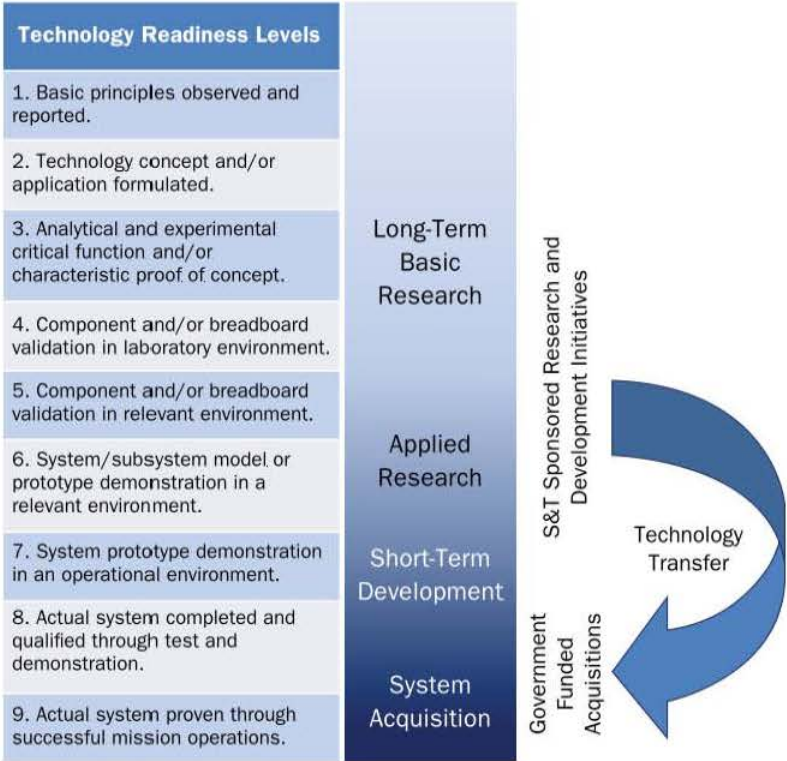 Technology Readiness Levels
1. Basic principles observed and
reported.
2. Technology concept and/or
application formulated.
3. Analytical and experimental
critical function and/or
characteristic proof of concept.
4. Component and/or breadboard
validation in laboratory environment.
5. Component and/or breadboard
validation in relevant environment.
6. System/subsystem model or
prototype demonstration in a
relevant environment.
7. System prototype demonstration
in an operational environment.
8. Actual system completed and
qualified through test and
demonstration.
9. Actual system proven through
successful mission operations.
Long-Term
Basic
Research
Applied
Research
Short-Term
Development
System
Acquisition
S&T Sponsored Research and
Development Initiatives
Government
Funded
Acquisitions
Technology
Transfer